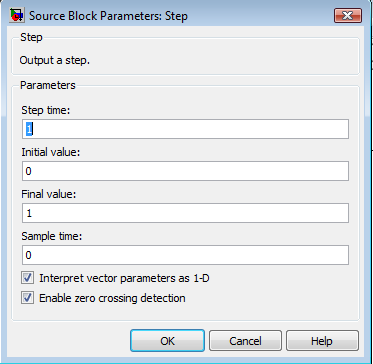 Source Block Parameters: Step
Step
Output a step.
Parameters
Step time:
1
Initial value:
0
Final value:
1
Sample time:
0
Interpret vector parameters as 1-D
Enable zero crossing detection
OK Cancel Help